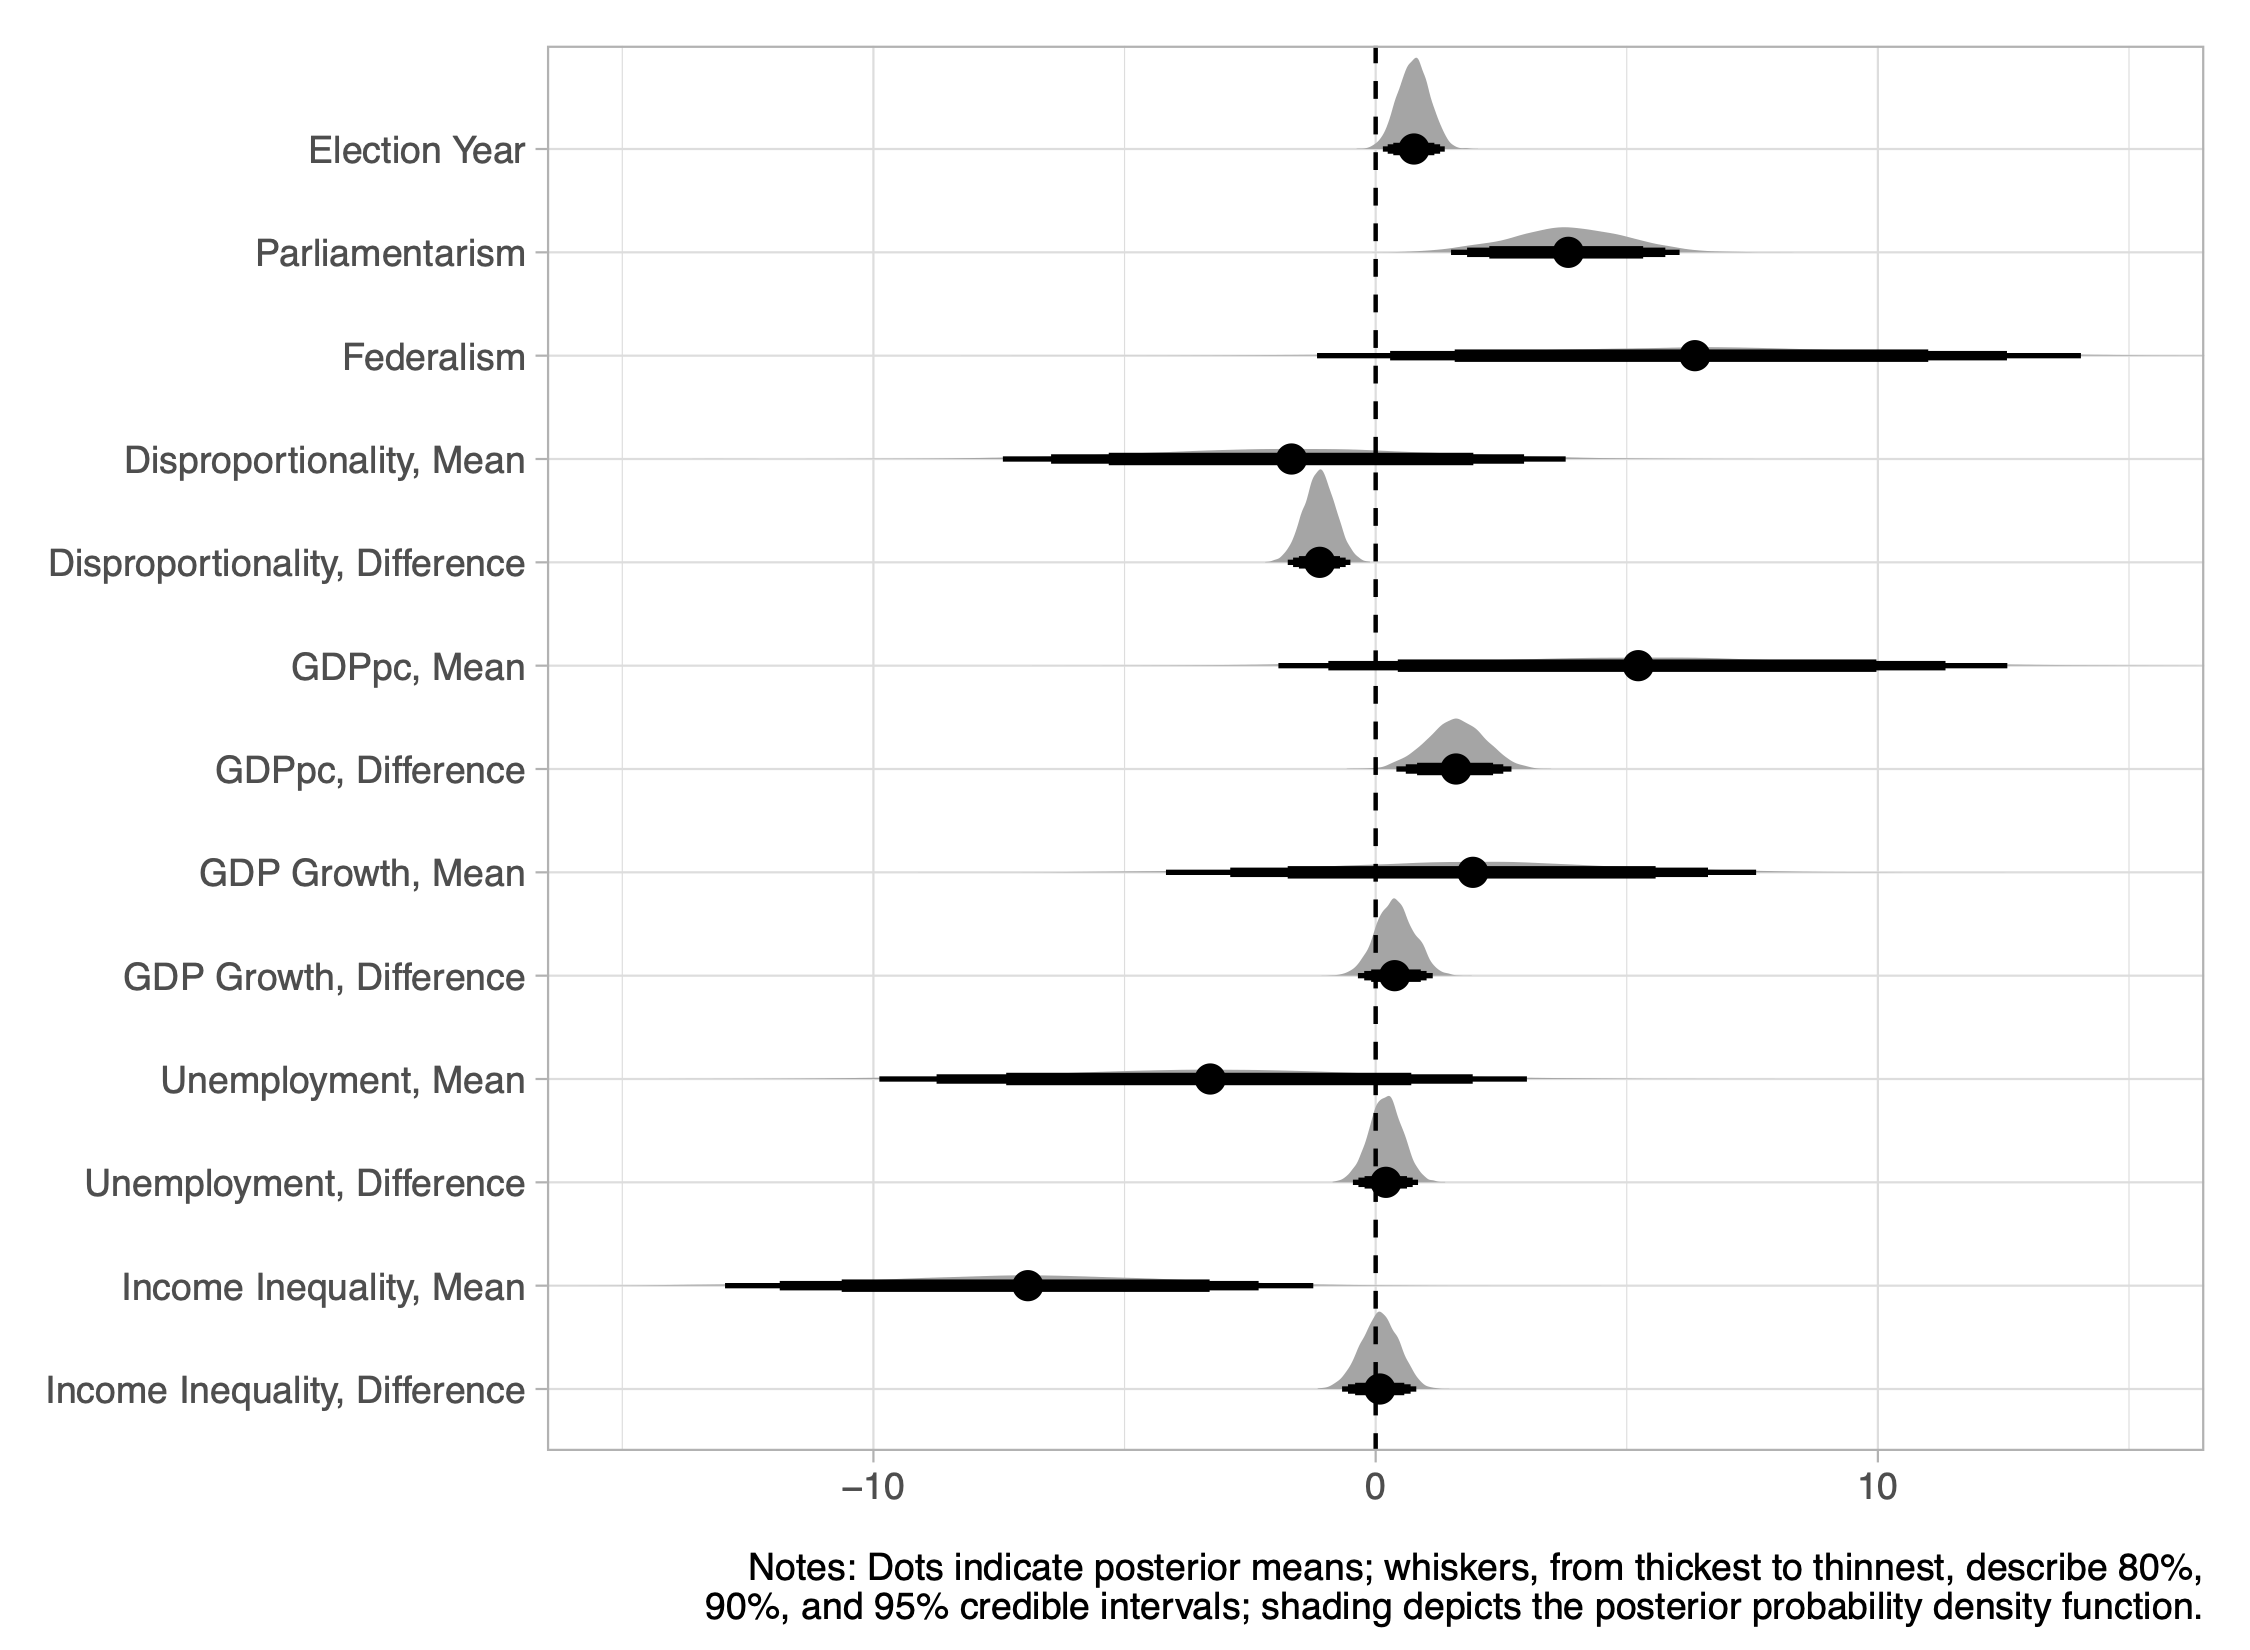 Election Year
Parliamentarism
Federalism
Disproportionality, Mean
Disproportionality, Difference
GDPpc, Mean
GDPpc, Difference
GDP Growth, Mean
GDP Growth, Difference
Unemployment, Mean
Unemployment, Difference
Income Inequality, Mean
Income Inequality, Difference
−10 0 10
Notes: Dots indicate posterior means; whiskers, from thickest to thinnest, describe 80%,
90%, and 95% credible intervals; shading depicts the posterior probability density function.